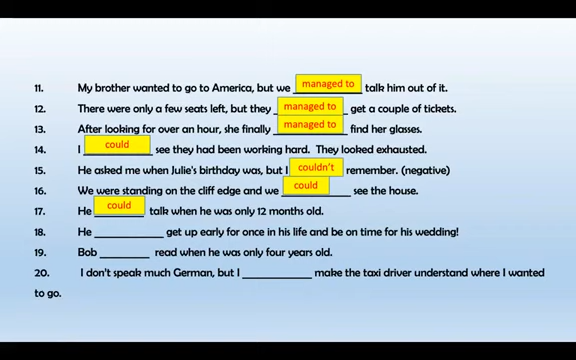 11. My brother wanted to go to America, but we managed to talk him out of it.
12. There were only a few seats left, but they managed to get a couple of tickets.
13. After looking for over an hour, she finally managed to find her glasses.
14. I could see they had been working hard. They looked exhausted.
15. He asked me when Julie's birthday was, but I couldn't remember. (negative)
16. We were standing on the cliff edge and we could see the house.
17. He could talk when he was only 12 months old.
18. He ____________ get up early for once in his life and be on time for his wedding!
19. Bob ________ read when he was only four years old.
20. I don't speak much German, but I ____________ make the taxi driver understand where I wanted
to go.